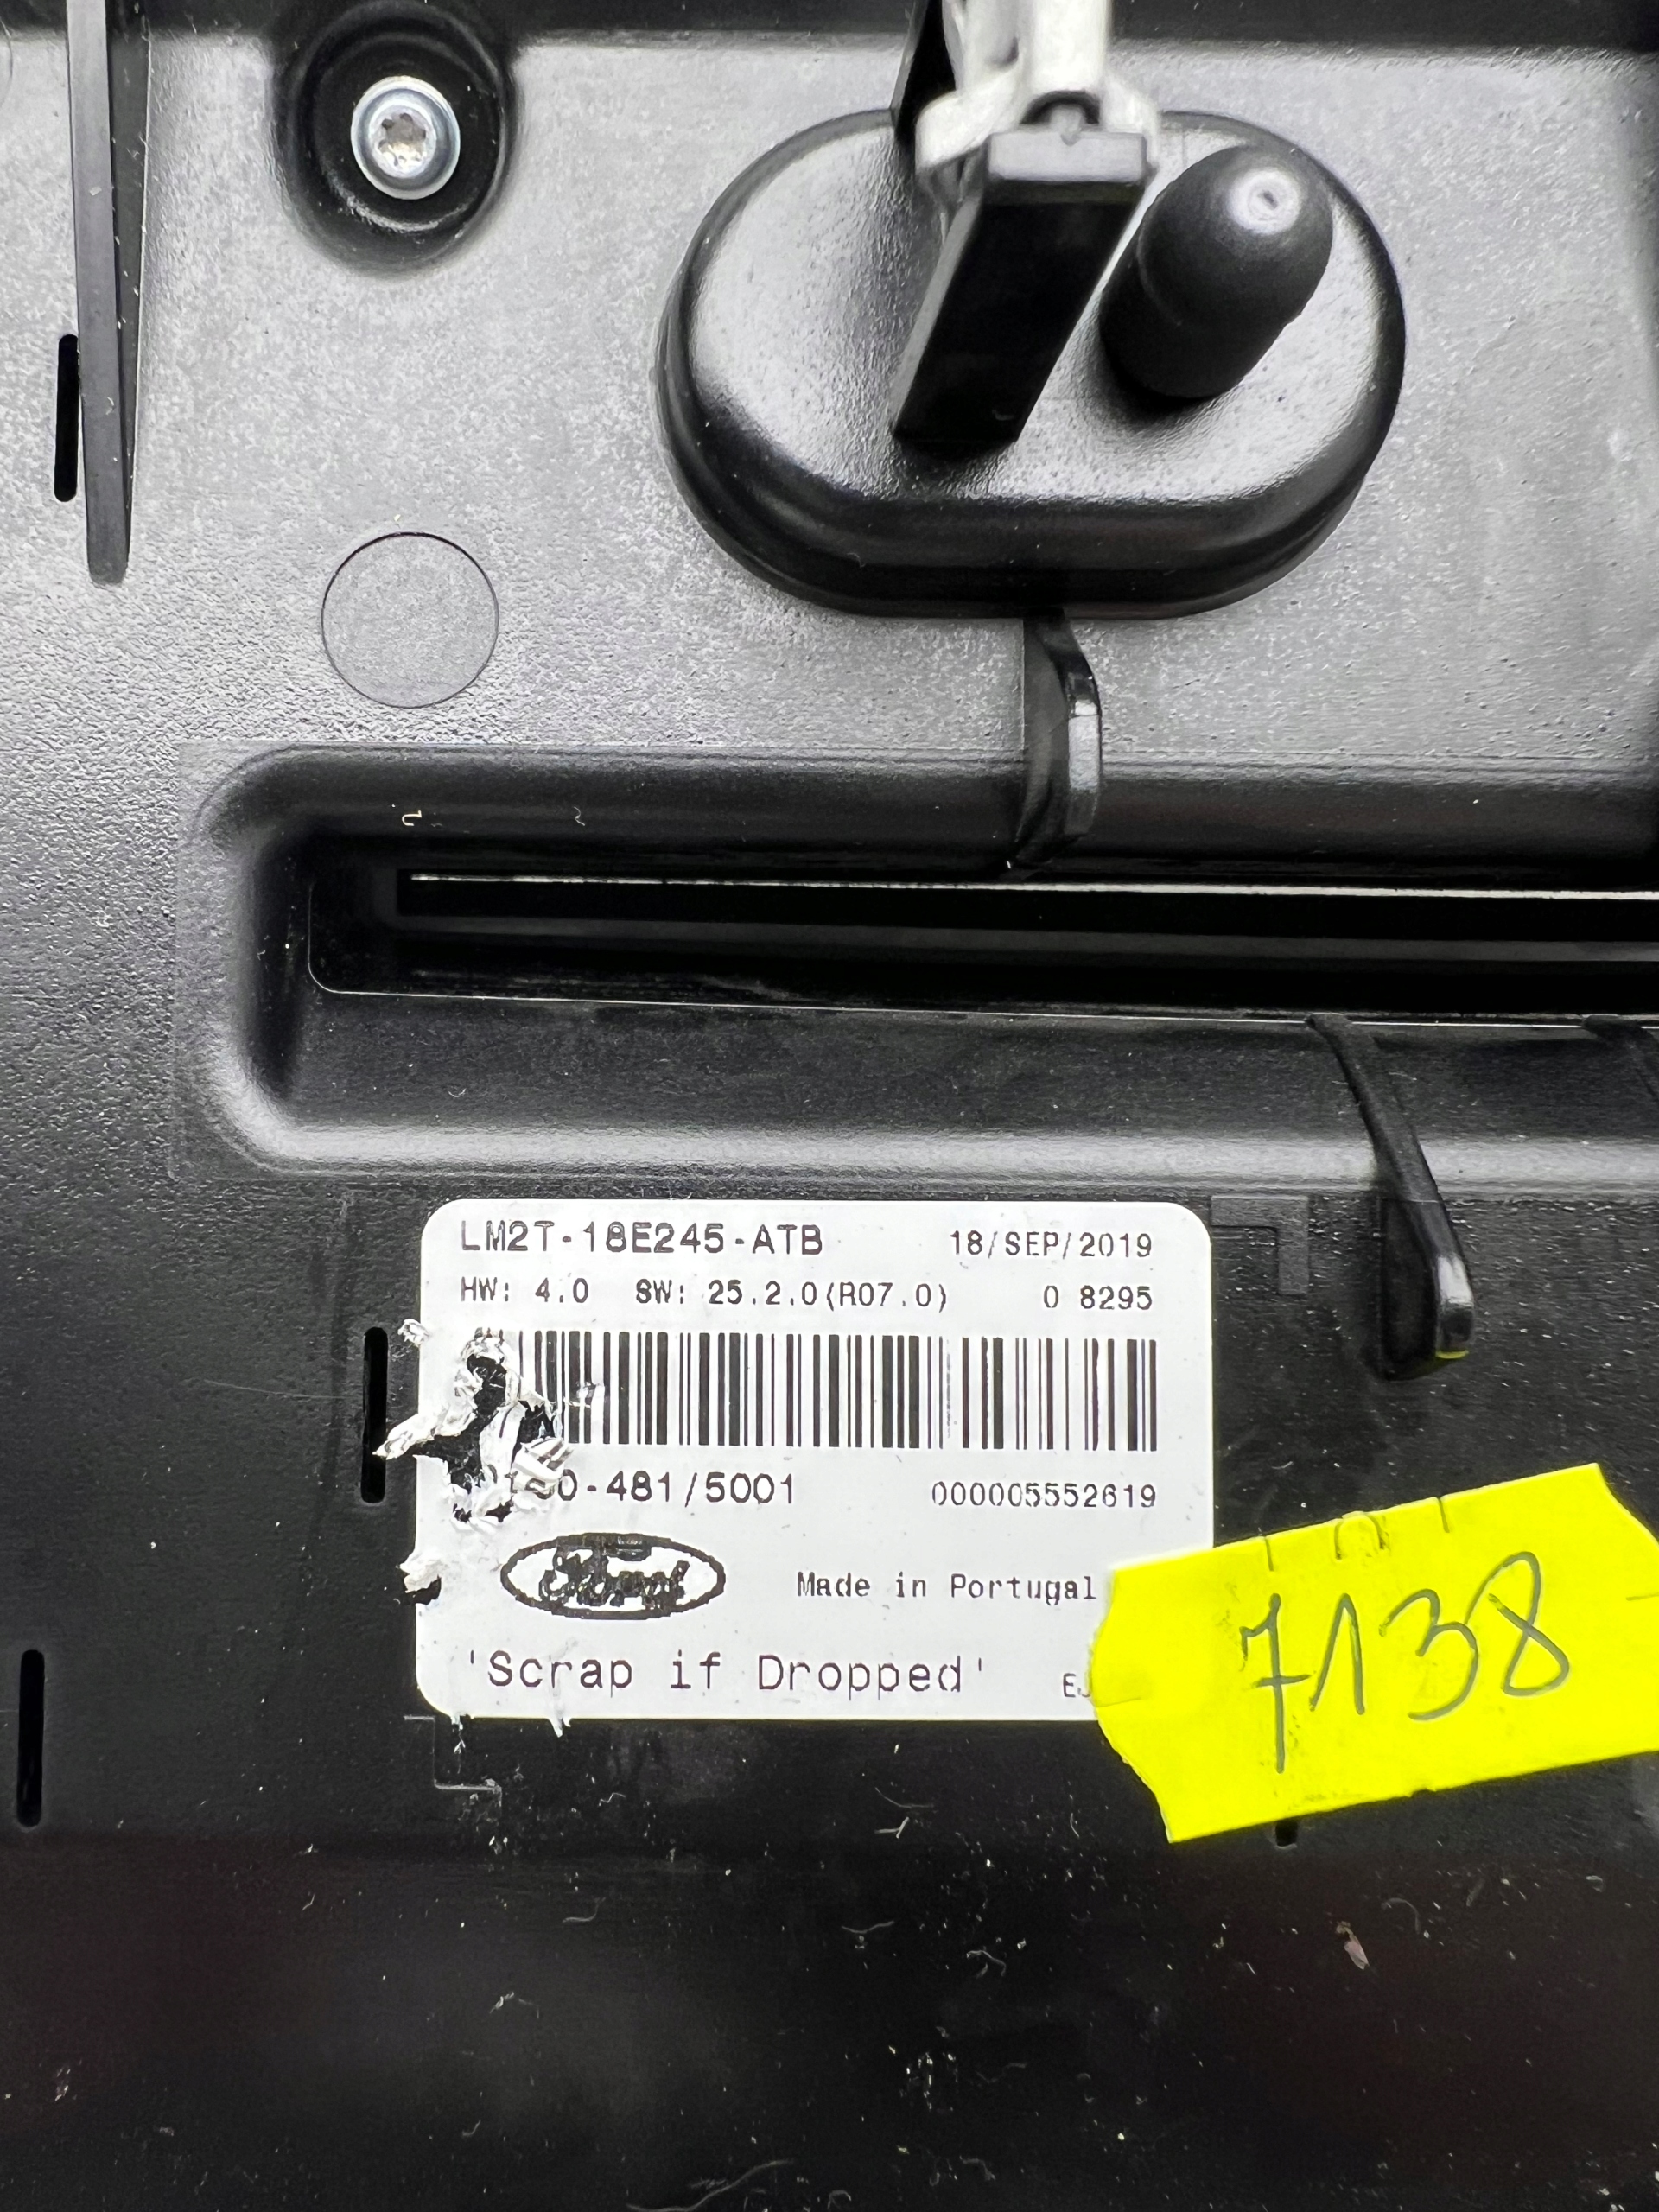 LM2T-18E245-ATB 18/SEP/2019
HW: 4.0 SW: 25.2.0(R07.0) 0 8295
0-481/5001 000005552619
Ford Made in Portugal
'Scrap if Dropped'
7138